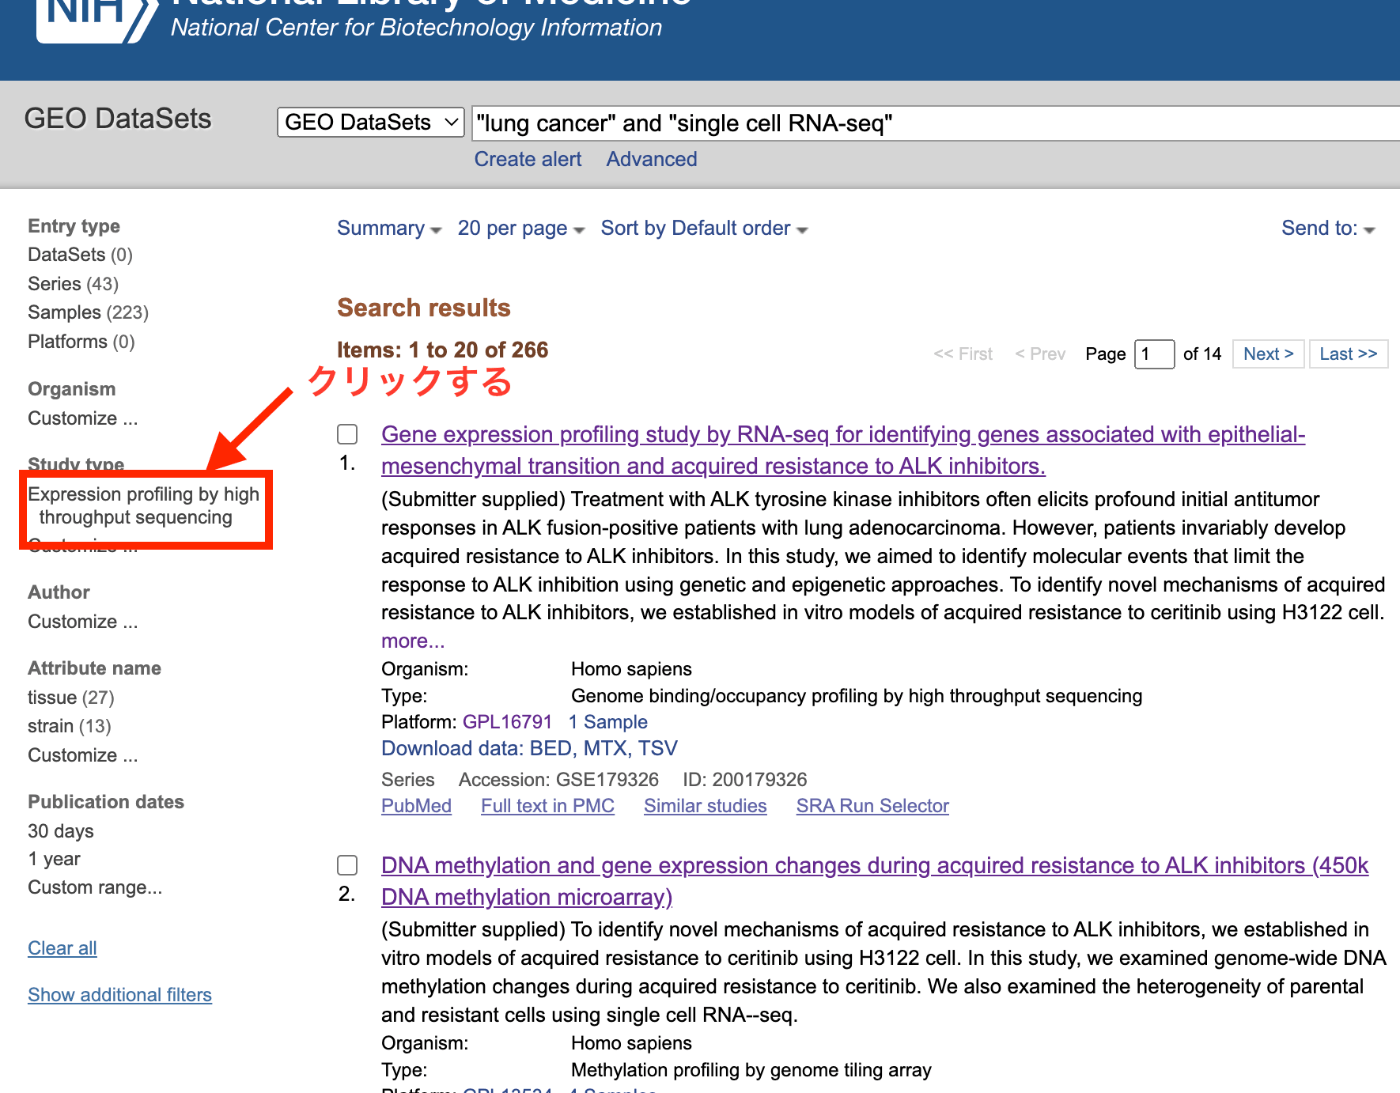 NIH National Library of Medicine
National Center for Biotechnology Information
GEO DataSets
GEO DataSets
"lung cancer" and "single cell RNA-seq"
Create alert Advanced
Entry type
DataSets (0)
Series (43)
Samples (223)
Platforms (0)
Organism
Customize ...
Study type
Expression profiling by high
throughput sequencing
Customize ...
Author
Customize ...
Attribute name
tissue (27)
strain (13)
Customize ...
Publication dates
30 days
1 year
Custom range...
Clear all
Show additional filters
Summary 20 per page Sort by Default order Send to:
Search results
Items: 1 to 20 of 266
<< First < Prev Page 1 of 14 Next > Last >>
クリックする
Gene expression profiling study by RNA-seq for identifying genes associated with epithelial-
1. mesenchymal transition and acquired resistance to ALK inhibitors.
(Submitter supplied) Treatment with ALK tyrosine kinase inhibitors often elicits profound initial antitumor
responses in ALK fusion-positive patients with lung adenocarcinoma. However, patients invariably develop
acquired resistance to ALK inhibitors. In this study, we aimed to identify molecular events that limit the
response to ALK inhibition using genetic and epigenetic approaches. To identify novel mechanisms of acquired
resistance to ALK inhibitors, we established in vitro models of acquired resistance to ceritinib using H3122 cell.
more...
Organism: Homo sapiens
Type: Genome binding/occupancy profiling by high throughput sequencing
Platform: GPL16791 1 Sample
Download data: BED, MTX, TSV
Series Accession: GSE179326 ID: 200179326
PubMed Full text in PMC Similar studies SRA Run Selector
DNA methylation and gene expression changes during acquired resistance to ALK inhibitors (450k
2. DNA methylation microarray)
(Submitter supplied) To identify novel mechanisms of acquired resistance to ALK inhibitors, we established in
vitro models of acquired resistance to ceritinib using H3122 cell. In this study, we examined genome-wide DNA
methylation changes during acquired resistance to ceritinib. We also examined the heterogeneity of parental
and resistant cells using single cell RNA--seq.
Organism: Homo sapiens
Type: Methylation profiling by genome tiling array
Platform: GPL13534 4 Samples